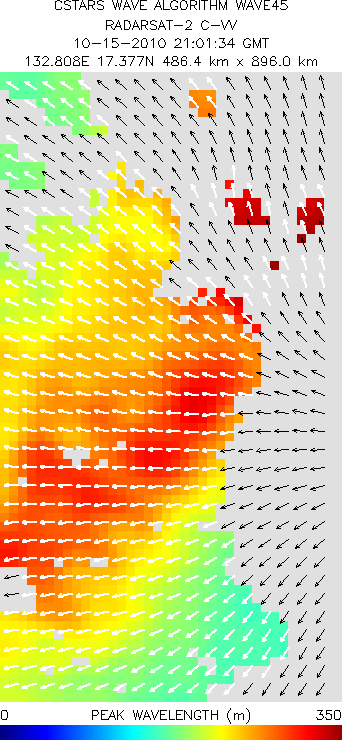 CSTARS WAVE ALGORITHM WAVE45
RADARSAT-2 C-VV
10-15-2010 21:01:34 GMT
132.808E 17.377N 486.4 km x 896.0 km
0 PEAK WAVELENGTH (m) 350